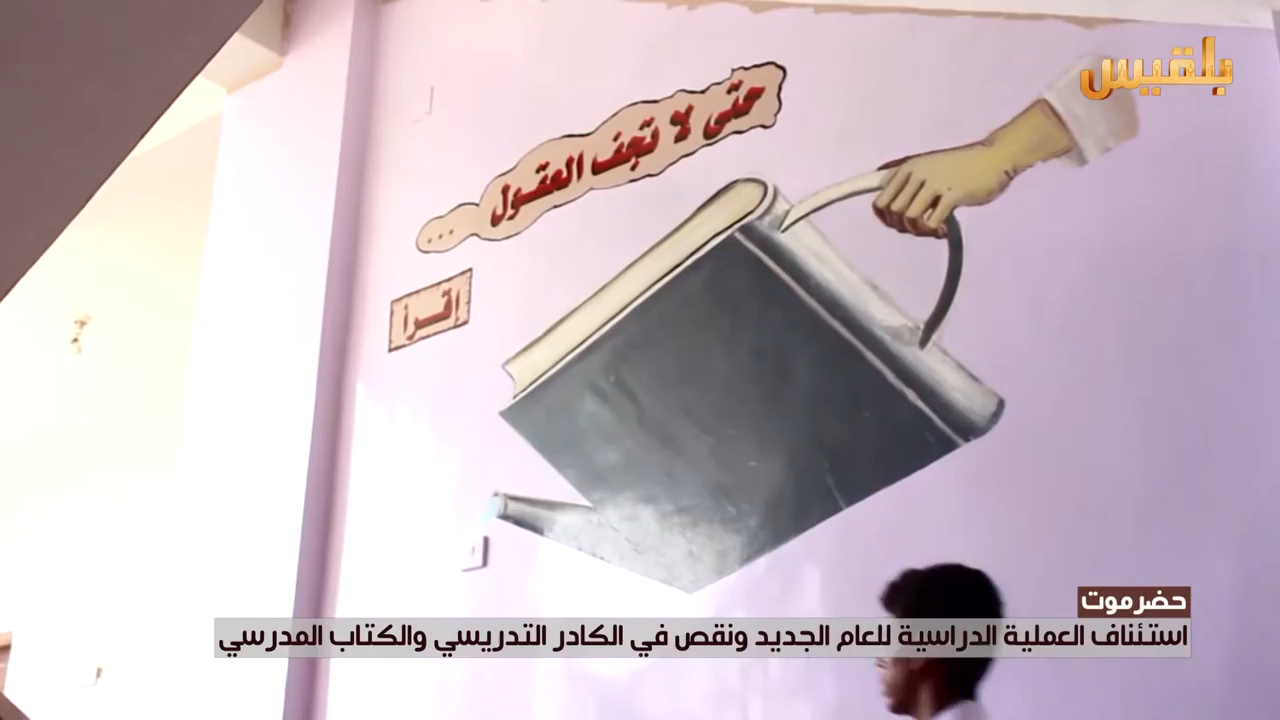 بلقيس
حتى لا تجف العقول ...
إقرأ
حضرموت
استئناف العملية الدراسية للعام الجديد ونقص في الكادر التدريسي والكتاب المدرسي